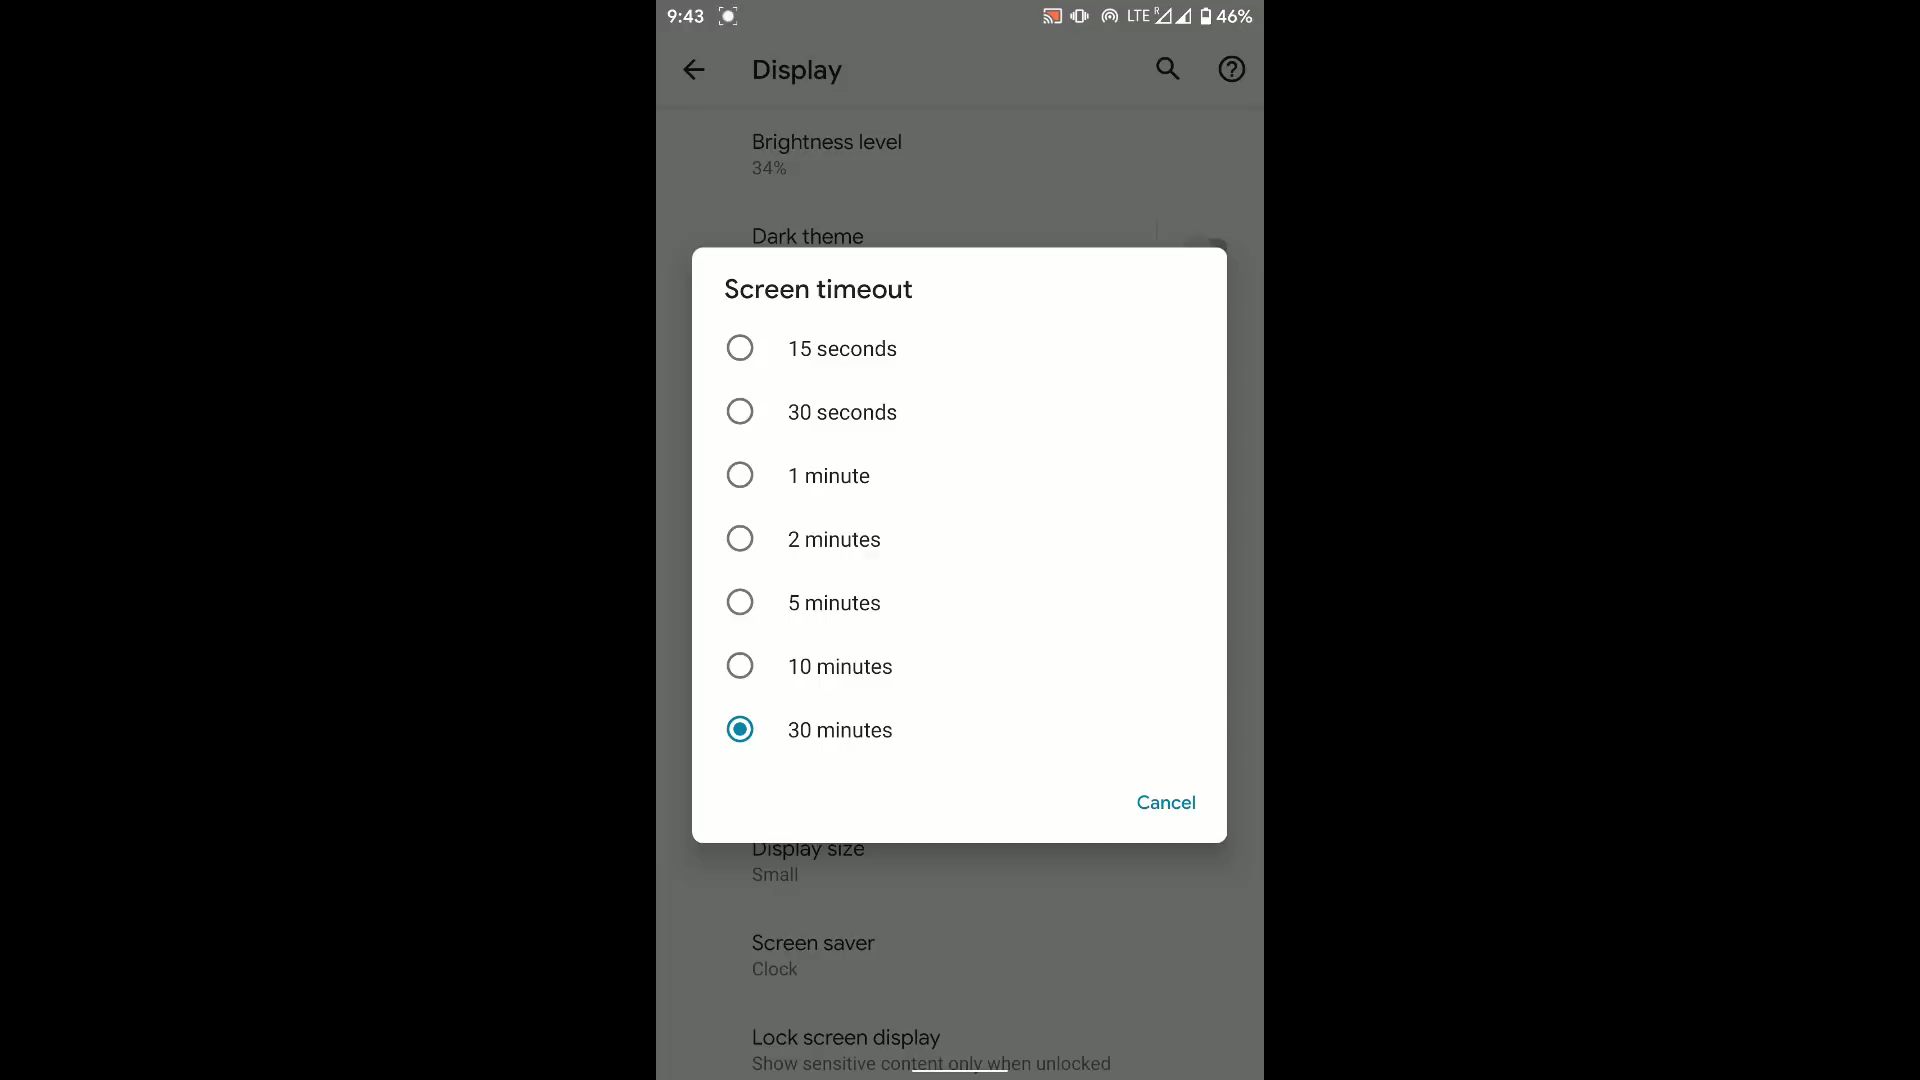 9:43 LTE R 46%
Display
Brightness level
34%
Dark theme
Screen timeout
15 seconds
30 seconds
1 minute
2 minutes
5 minutes
10 minutes
30 minutes
Cancel
Display size
Small
Screen saver
Clock
Lock screen display
Show sensitive content only when unlocked